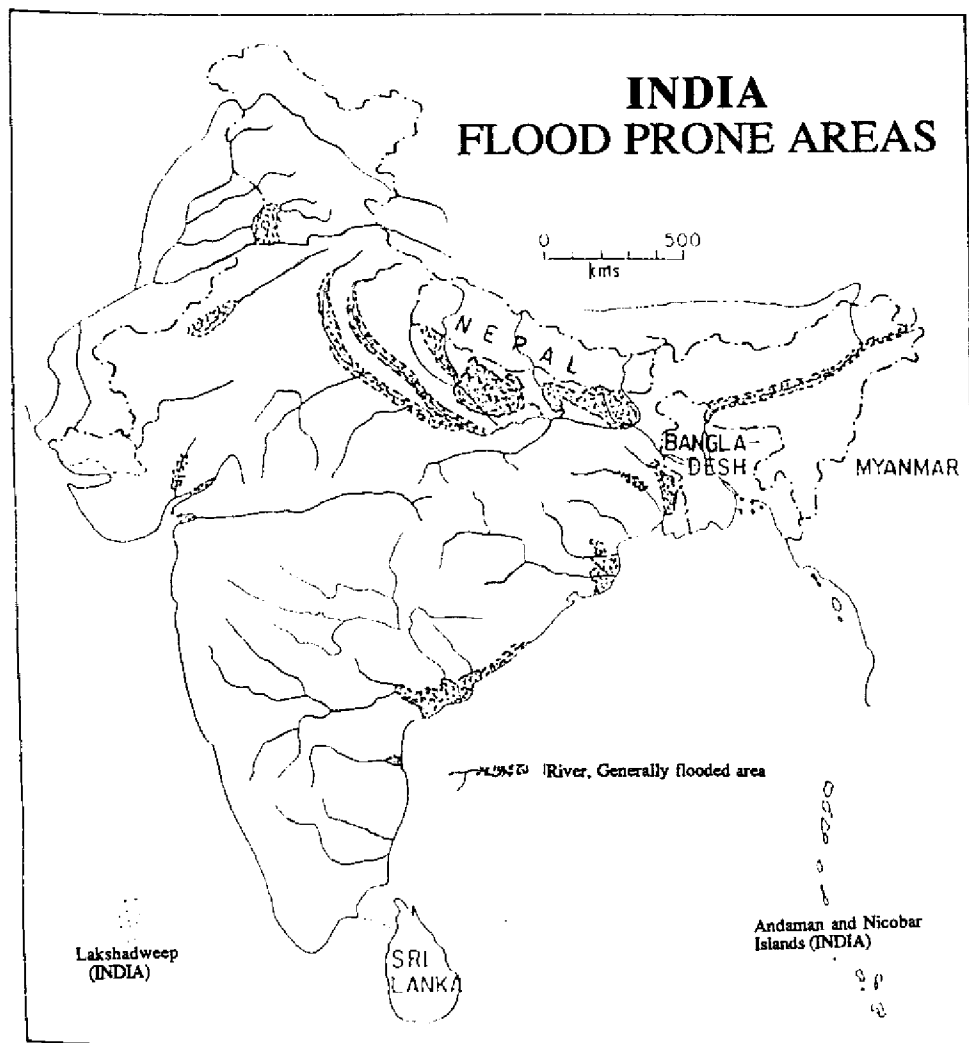 INDIA
FLOOD PRONE AREAS
0 500
kms
NEPAL
BANGLA-
DESH
MYANMAR
River, Generally flooded area
Lakshadweep
(INDIA)
Andaman and Nicobar
Islands (INDIA)
SRI
LANKA